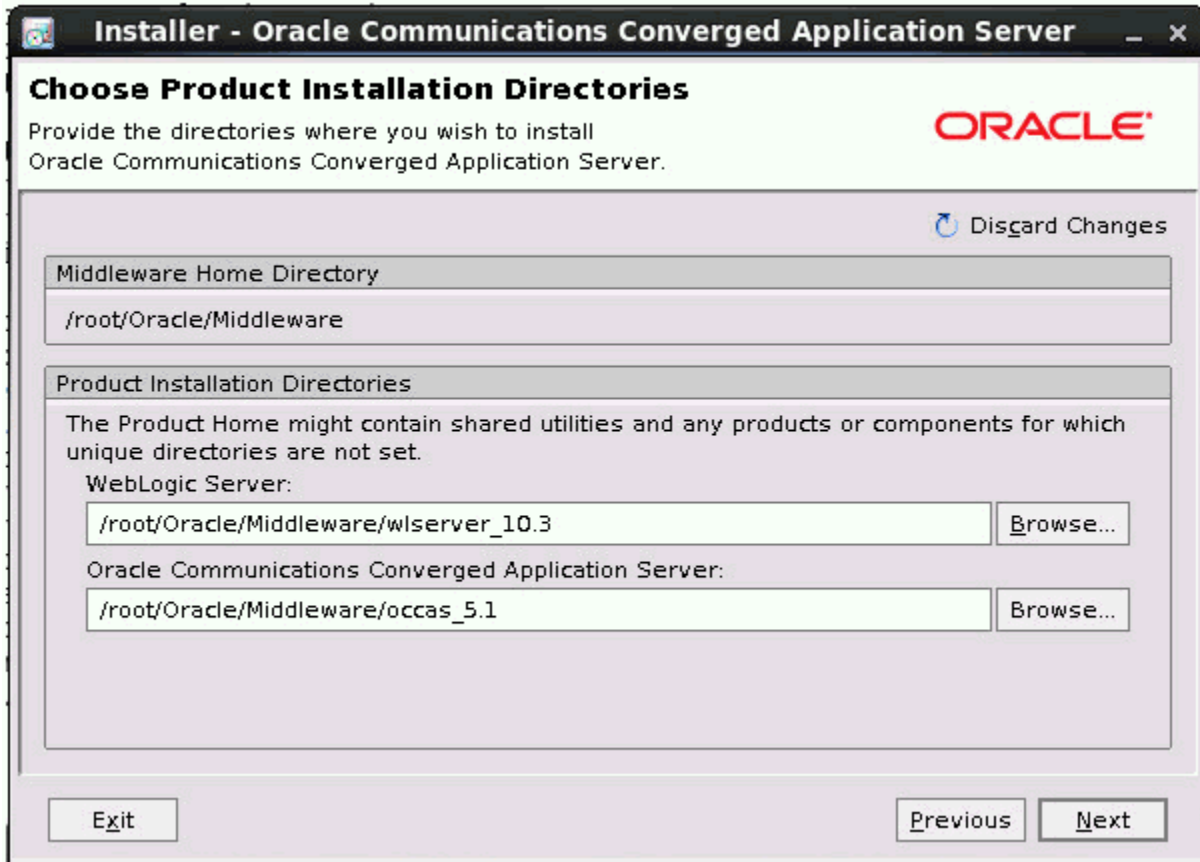 Installer - Oracle Communications Converged Application Server
Choose Product Installation Directories
Provide the directories where you wish to install
Oracle Communications Converged Application Server.
ORACLE
Discard Changes
Middleware Home Directory
/root/Oracle/Middleware
Product Installation Directories
The Product Home might contain shared utilities and any products or components for which
unique directories are not set.
WebLogic Server:
/root/Oracle/Middleware/wlserver_10.3
Browse...
Oracle Communications Converged Application Server:
/root/Oracle/Middleware/occas_5.1
Browse...
Exit
Previous
Next